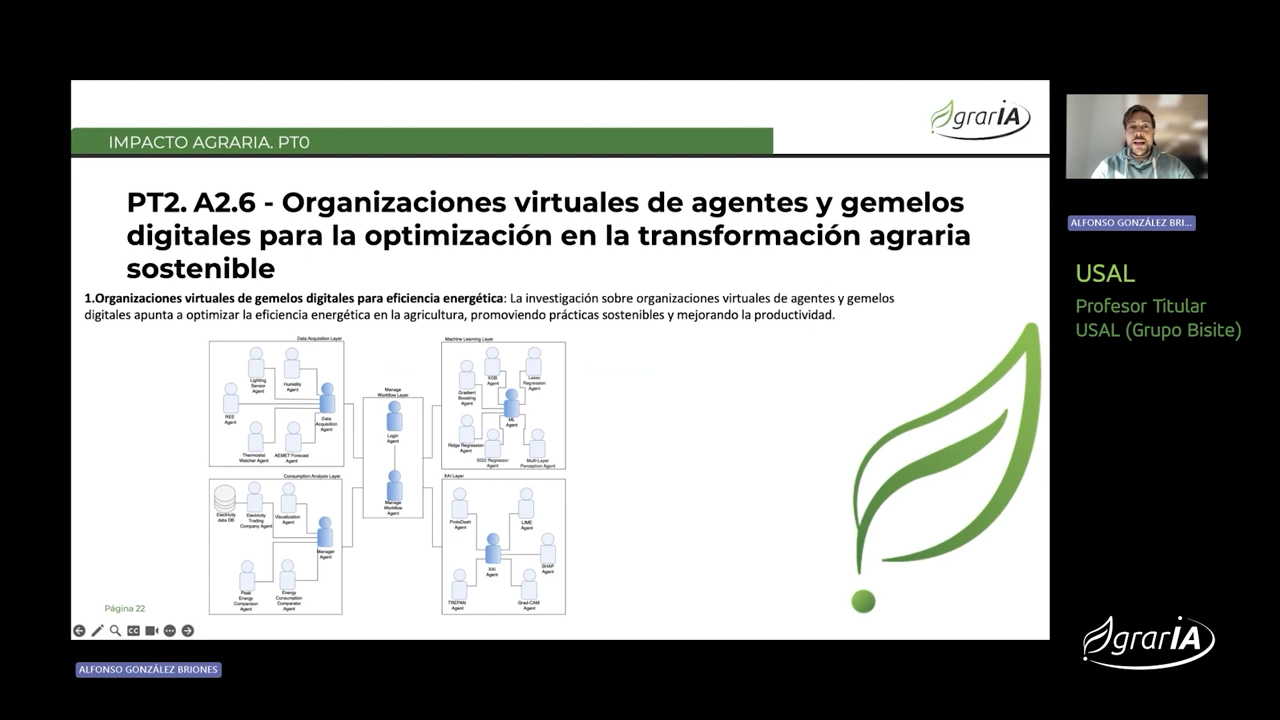 IMPACTO AGRARIA. PT0
AgrarIA
PT2. A2.6 - Organizaciones virtuales de agentes y gemelos
digitales para la optimización en la transformación agraria
sostenible
1.Organizaciones virtuales de gemelos digitales para eficiencia energética: La investigación sobre organizaciones virtuales de agentes y gemelos
digitales apunta a optimizar la eficiencia energética en la agricultura, promoviendo prácticas sostenibles y mejorando la productividad.
Data Acquisition Layer
Lighting
Sensor
Agent
Humidity
Agent
REE
Agent
Data
Acquisition
Agent
Thermostat
Watcher Agent
AEMET Forecast
Agent
Manage
Workflow Layer
Login
Agent
Manage
Workflow
Agent
Machine Learning Layer
XGB
Agent
Lasso
Regression
Agent
Gradient
Boosting
Agent
ML
Agent
Ridge Regression
Agent
SGD Regressor
Agent
Multi-Layer
Perceptron Agent
Consumption Analysis Layer
Electricity
data DB
Electricity
Trading
Company Agent
Visualization
Agent
Manager
Agent
Peak
Energy
Comparison
Agent
Energy
Consumption
Comparator
Agent
XAI Layer
ProtoDash
Agent
LIME
Agent
XAI
Agent
SHAP
Agent
TREPAN
Agent
Grad-CAM
Agent
Página 22
CC
ALFONSO GONZÁLEZ BRIONES
ALFONSO GONZÁLEZ BRI...
USAL
Profesor Titular
USAL (Grupo Bisite)
AgrarIA